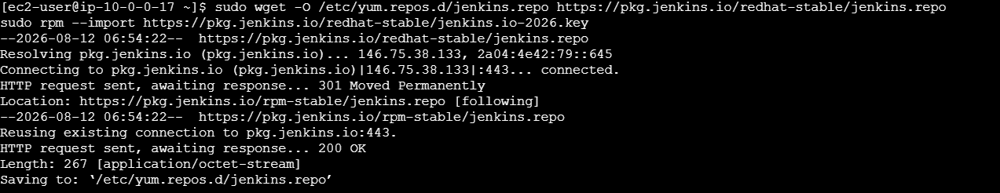 [ec2-user@ip-10-0-0-17 ~]$ sudo wget -O /etc/yum.repos.d/jenkins.repo https://pkg.jenkins.io/redhat-stable/jenkins.repo
sudo rpm --import https://pkg.jenkins.io/redhat-stable/jenkins.io-2026.key
--2026-08-12 06:54:22--  https://pkg.jenkins.io/redhat-stable/jenkins.repo
Resolving pkg.jenkins.io (pkg.jenkins.io)... 146.75.38.133, 2a04:4e42:79::645
Connecting to pkg.jenkins.io (pkg.jenkins.io)|146.75.38.133|:443... connected.
HTTP request sent, awaiting response... 301 Moved Permanently
Location: https://pkg.jenkins.io/rpm-stable/jenkins.repo [following]
--2026-08-12 06:54:22--  https://pkg.jenkins.io/rpm-stable/jenkins.repo
Reusing existing connection to pkg.jenkins.io:443.
HTTP request sent, awaiting response... 200 OK
Length: 267 [application/octet-stream]
Saving to: ‘/etc/yum.repos.d/jenkins.repo’